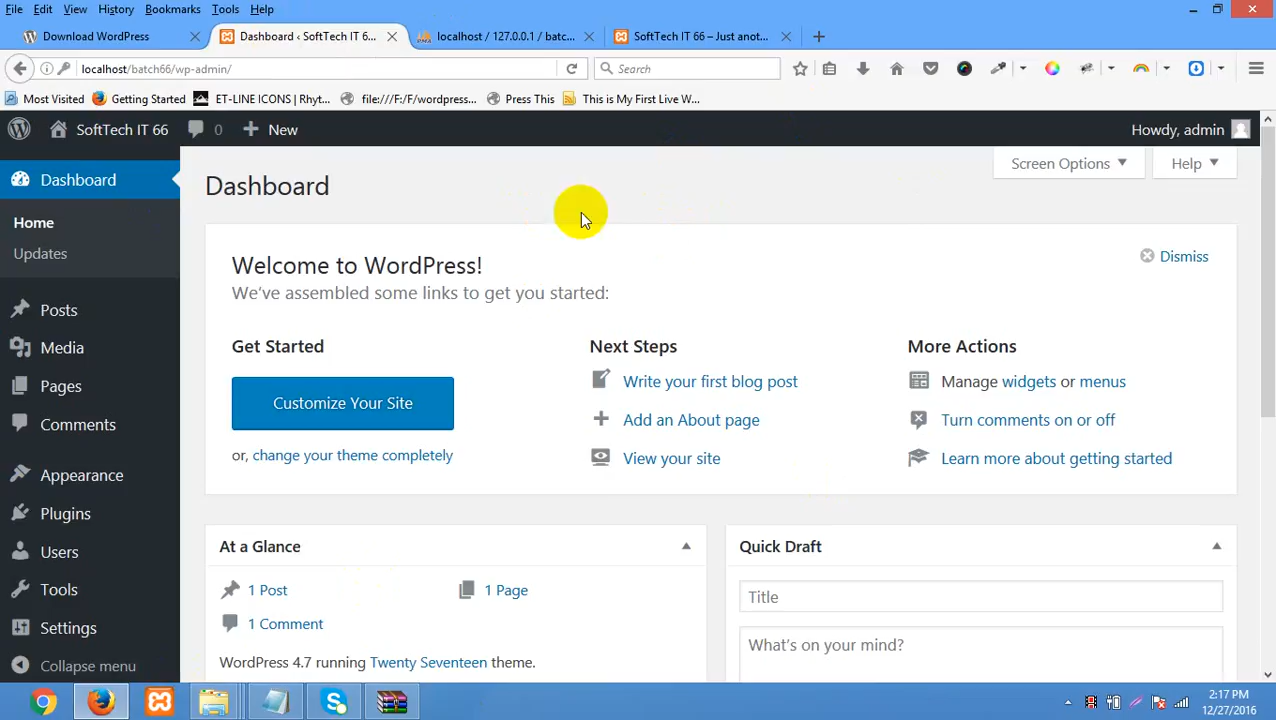 File Edit View History Bookmarks Tools Help
Download WordPress
Dashboard ‹ SoftTech IT 6...
localhost / 127.0.0.1 / batc...
SoftTech IT 66 – Just anot...
localhost/batch66/wp-admin/
Search
Most Visited
Getting Started
ET-LINE ICONS | Rhyt...
file:///F:/F/wordpress...
Press This
This is My First Live W...
SoftTech IT 66
0
New
Howdy, admin
Dashboard
Home
Updates
Posts
Media
Pages
Comments
Appearance
Plugins
Users
Tools
Settings
Collapse menu
Screen Options
Help
Dashboard
Welcome to WordPress!
We've assembled some links to get you started:
Dismiss
Get Started
Customize Your Site
or, change your theme completely
Next Steps
Write your first blog post
Add an About page
View your site
More Actions
Manage widgets or menus
Turn comments on or off
Learn more about getting started
At a Glance
1 Post
1 Page
1 Comment
WordPress 4.7 running Twenty Seventeen theme.
Quick Draft
Title
What's on your mind?
2:17 PM
12/27/2016